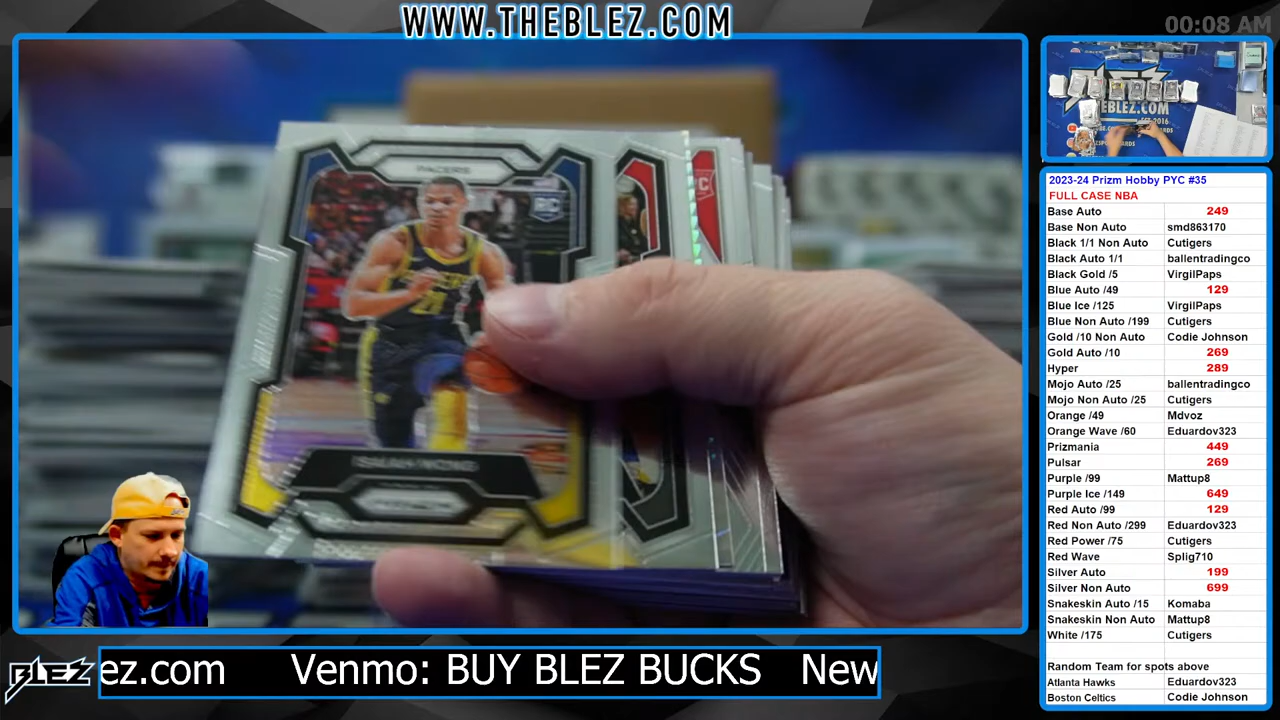 WWW.THEBLEZ.COM
00:08 AM
BLEZ
THEBLEZ.COM
2023-24 Prizm Hobby PYC #35
FULL CASE NBA
Base Auto 249
Base Non Auto smd863170
Black 1/1 Non Auto Cutigers
Black Auto 1/1 ballentradingco
Black Gold /5 VirgilPaps
Blue Auto /49 129
Blue Ice /125 VirgilPaps
Blue Non Auto /199 Cutigers
Gold /10 Non Auto Codie Johnson
Gold Auto /10 269
Hyper 289
Mojo Auto /25 ballentradingco
Mojo Non Auto /25 Cutigers
Orange /49 Mdvoz
Orange Wave /60 Eduardov323
Prizmania 449
Pulsar 269
Purple /99 Mattup8
Purple Ice /149 649
Red Auto /99 129
Red Non Auto /299 Eduardov323
Red Power /75 Cutigers
Red Wave Splig710
Silver Auto 199
Silver Non Auto 699
Snakeskin Auto /15 Komaba
Snakeskin Non Auto Mattup8
White /175 Cutigers
Random Team for spots above
Atlanta Hawks Eduardov323
Boston Celtics Codie Johnson
PACERS
RC
ISAIAH WONG
BLEZ
ez.com Venmo: BUY BLEZ BUCKS New